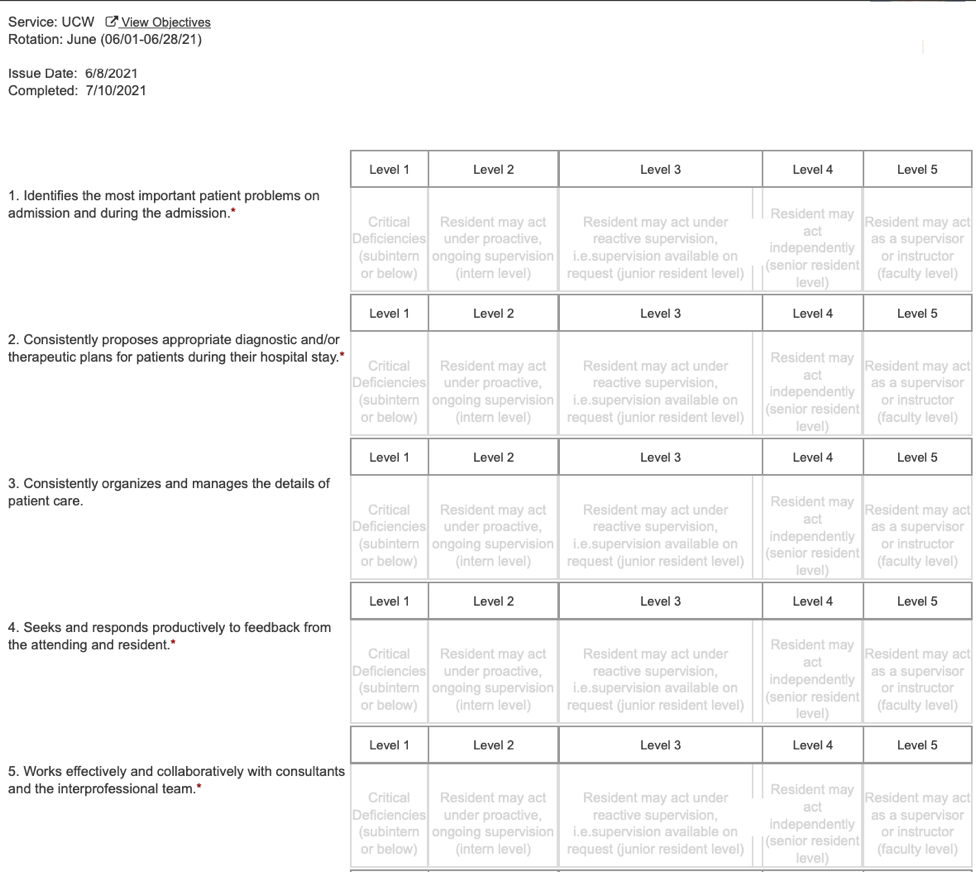 Service: UCW View Objectives
Rotation: June (06/01-06/28/21)
Issue Date: 6/8/2021
Completed: 7/10/2021
Level 1 Level 2 Level 3 Level 4 Level 5
1. Identifies the most important patient problems on
admission and during the admission.*
Critical
Deficiencies
(subintern
or below)
Resident may act
under proactive,
ongoing supervision
(intern level)
Resident may act under
reactive supervision,
i.e.supervision available on
request (junior resident level)
Resident may
act
independently
(senior resident
level)
Resident may act
as a supervisor
or instructor
(faculty level)
Level 1 Level 2 Level 3 Level 4 Level 5
2. Consistently proposes appropriate diagnostic and/or
therapeutic plans for patients during their hospital stay.*
Critical
Deficiencies
(subintern
or below)
Resident may act
under proactive,
ongoing supervision
(intern level)
Resident may act under
reactive supervision,
i.e.supervision available on
request (junior resident level)
Resident may
act
independently
(senior resident
level)
Resident may act
as a supervisor
or instructor
(faculty level)
Level 1 Level 2 Level 3 Level 4 Level 5
3. Consistently organizes and manages the details of
patient care.
Critical
Deficiencies
(subintern
or below)
Resident may act
under proactive,
ongoing supervision
(intern level)
Resident may act under
reactive supervision,
i.e.supervision available on
request (junior resident level)
Resident may
act
independently
(senior resident
level)
Resident may act
as a supervisor
or instructor
(faculty level)
Level 1 Level 2 Level 3 Level 4 Level 5
4. Seeks and responds productively to feedback from
the attending and resident.*
Critical
Deficiencies
(subintern
or below)
Resident may act
under proactive,
ongoing supervision
(intern level)
Resident may act under
reactive supervision,
i.e.supervision available on
request (junior resident level)
Resident may
act
independently
(senior resident
level)
Resident may act
as a supervisor
or instructor
(faculty level)
Level 1 Level 2 Level 3 Level 4 Level 5
5. Works effectively and collaboratively with consultants
and the interprofessional team.*
Critical
Deficiencies
(subintern
or below)
Resident may act
under proactive,
ongoing supervision
(intern level)
Resident may act under
reactive supervision,
i.e.supervision available on
request (junior resident level)
Resident may
act
independently
(senior resident
level)
Resident may act
as a supervisor
or instructor
(faculty level)